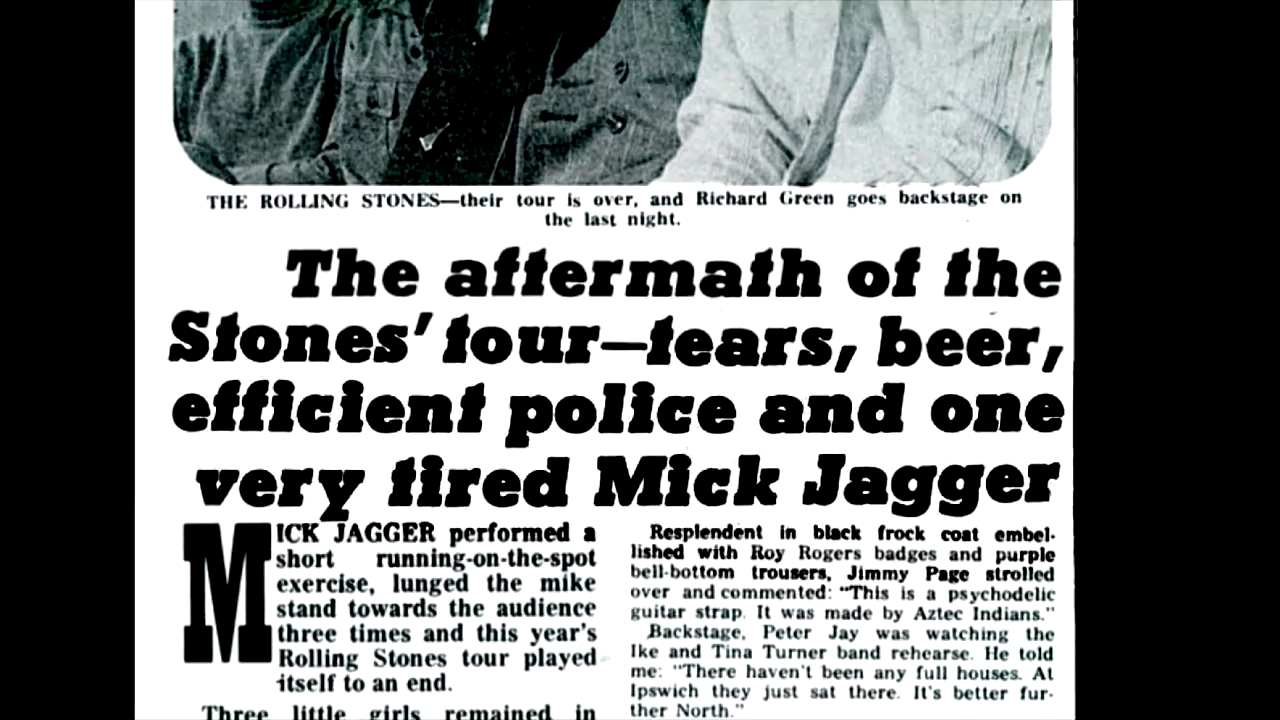 THE ROLLING STONES—their tour is over, and Richard Green goes backstage on
the last night.
The aftermath of the
Stones' tour—tears, beer,
efficient police and one
very tired Mick Jagger
MICK JAGGER performed a
short running-on-the-spot
exercise, lunged the mike
stand towards the audience
three times and this year's
Rolling Stones tour played
itself to an end.
Three little girls remained in
Resplendent in black frock coat embel-
lished with Roy Rogers badges and purple
bell-bottom trousers, Jimmy Page strolled
over and commented: "This is a psychodelic
guitar strap. It was made by Aztec Indians."
Backstage, Peter Jay was watching the
Ike and Tina Turner band rehearse. He told
me: "There haven't been any full houses. At
Ipswich they just sat there. It's better fur-
ther North."